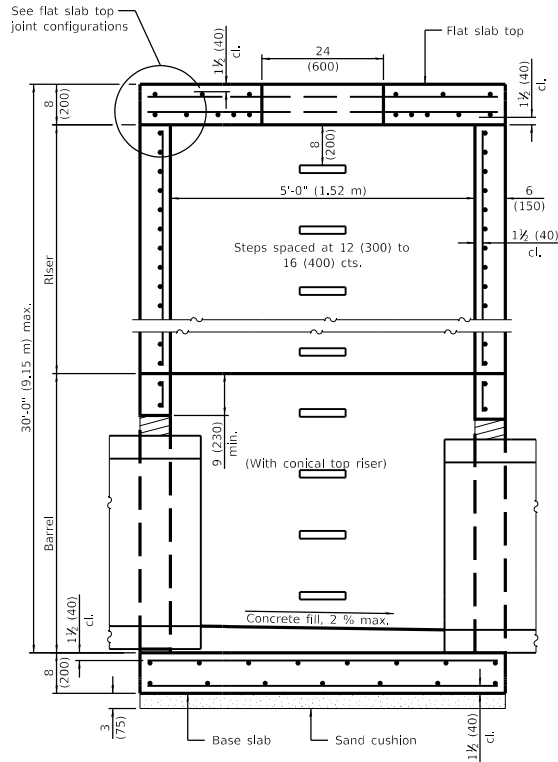 See flat slab top
joint configurations
1½ (40)
cl.
24
(600)
Flat slab top
1½ (40)
cl.
8
(200)
8
(200)
5'-0" (1.52 m)
6
(150)
Steps spaced at 12 (300) to
16 (400) cts.
1½ (40)
cl.
Riser
30'-0" (9.15 m) max.
9 (230)
min.
(With conical top riser)
Barrel
1½ (40)
cl.
Concrete fill, 2 % max.
8
(200)
3
(75)
Base slab
Sand cushion
1½ (40)
cl.